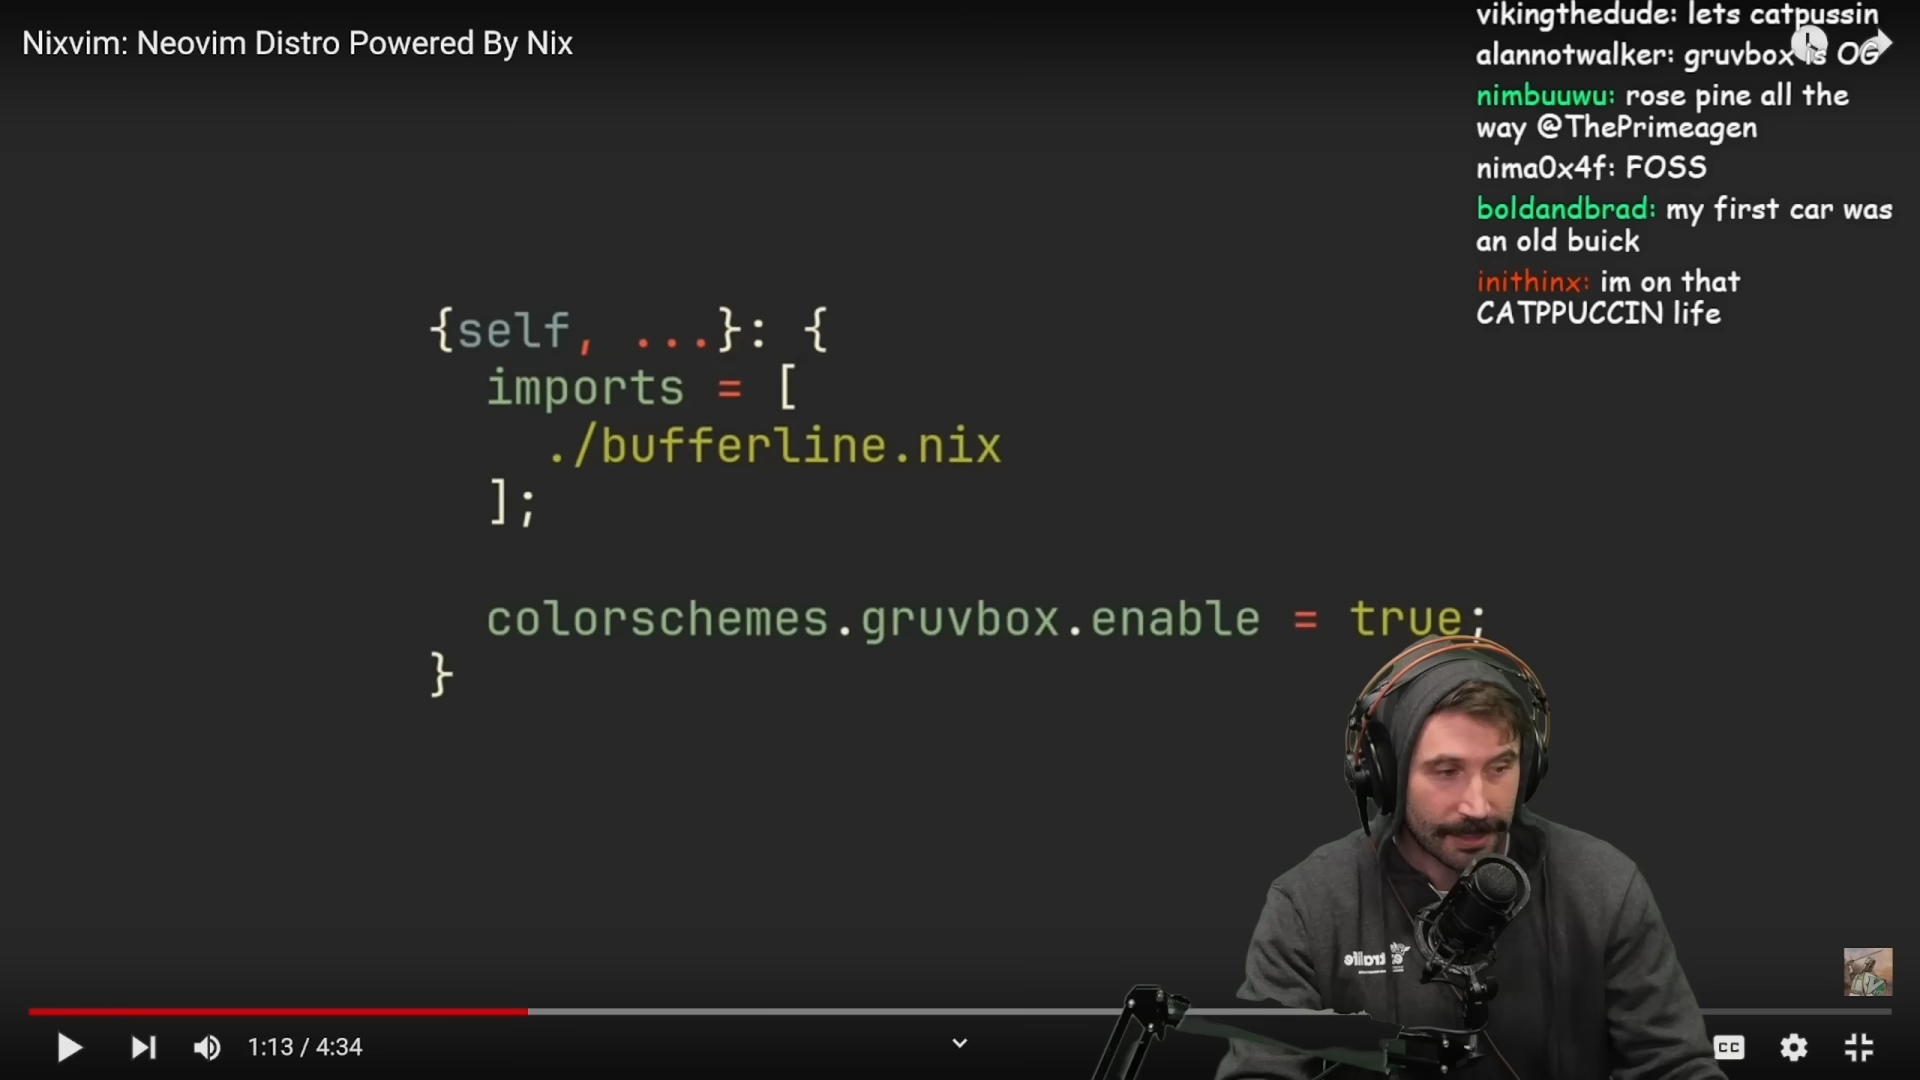 Nixvim: Neovim Distro Powered By Nix
vikingthedude: lets catpussin
alannotwalker: gruvbox is OG
nimbuuwu: rose pine all the
way @ThePrimeagen
nima0x4f: FOSS
boldandbrad: my first car was
an old buick
inithinx: im on that
CATPPUCCIN life
{self, ...}: {
imports = [
./bufferline.nix
];
colorschemes.gruvbox.enable = true;
}
1:13 / 4:34
CC